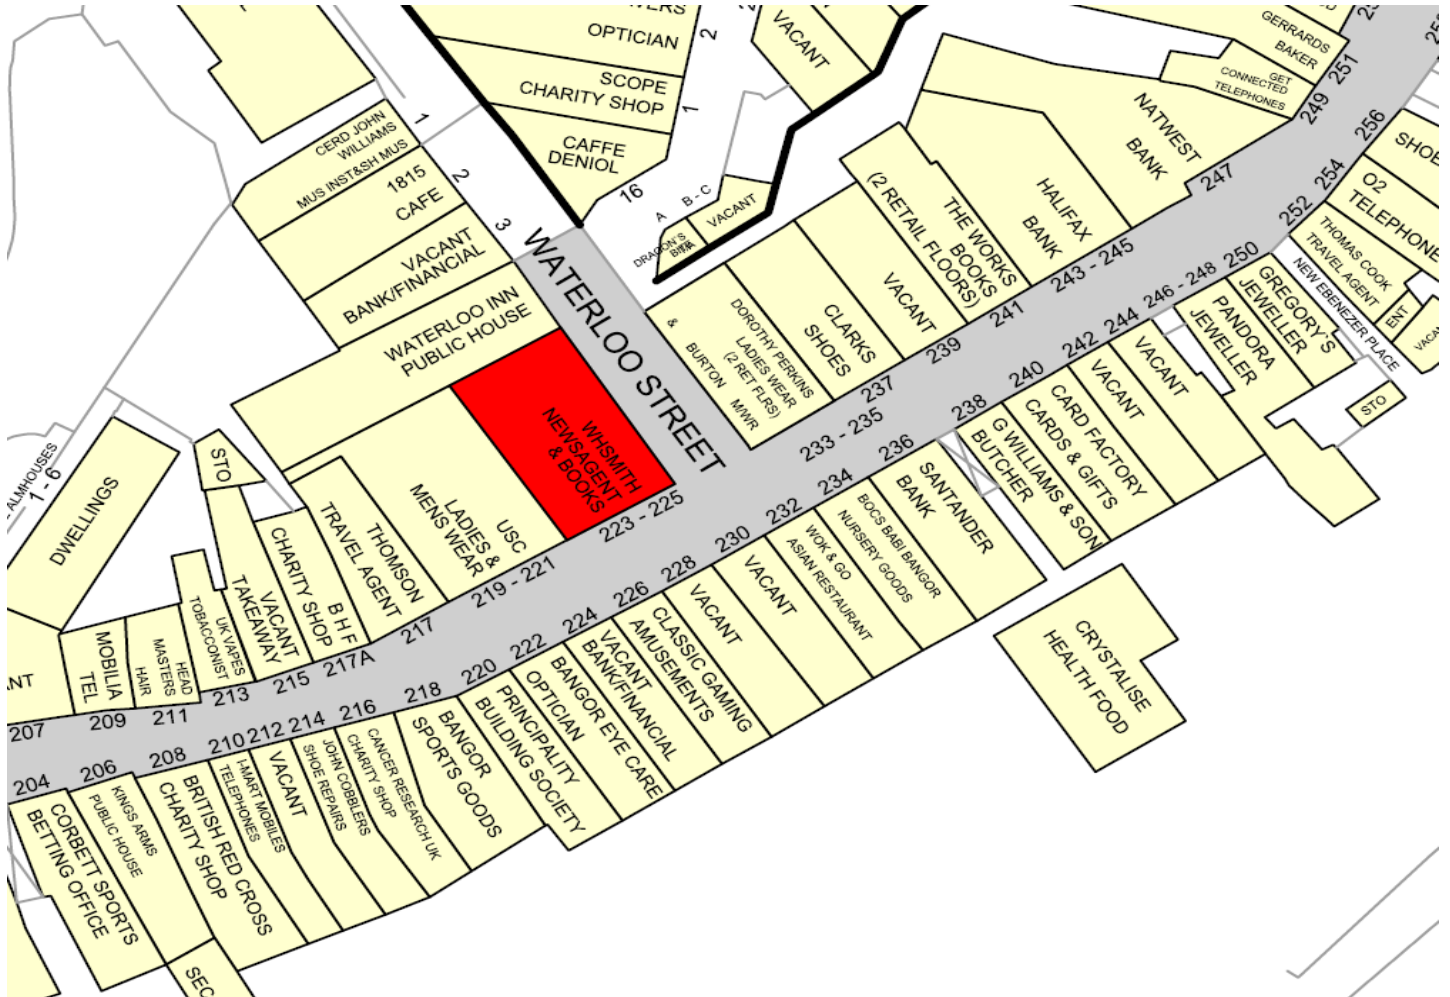 OPTICIAN
2
SCOPE
CHARITY SHOP
1
CAFFE
DENIOL
16
VACANT
A
B - C
VACANT
DRAGON'S
1
CERD JOHN
WILLIAMS
MUS INST&SH MUS
2
1815
CAFE
3
VACANT
BANK/FINANCIAL
WATERLOO INN
PUBLIC HOUSE
WATERLOO STREET
WHSMITH
NEWSAGENT
& BOOKS
223 - 225
USC
LADIES &
MENS WEAR
219 - 221
THOMSON
TRAVEL AGENT
217
B H F
CHARITY SHOP
217A
VACANT
TAKEAWAY
215
UK VAPES
TOBACCONIST
213
HEAD
MASTERS
HAIR
211
MOBILIA
TEL
209
207
STO
DWELLINGS
ALMHOUSES
1 - 6
DOROTHY PERKINS
LADIES WEAR
(2 RET FLRS)
& BURTON M/WR
233 - 235
CLARKS
SHOES
237
VACANT
239
THE WORKS
BOOKS
(2 RETAIL FLOORS)
241
HALIFAX
BANK
243 - 245
NATWEST
BANK
247
GET
CONNECTED
TELEPHONES
249
GERRARDS
BAKER
251
256
SHOE
254
O2
TELEPHONE
252
THOMAS COOK
TRAVEL AGENT
ENT
NEW EBENEZER PLACE
STO
250
GREGORY'S
JEWELLER
246 - 248
PANDORA
JEWELLER
244
VACANT
242
VACANT
240
CARD FACTORY
CARDS & GIFTS
238
G WILLIAMS & SON
BUTCHER
236
SANTANDER
BANK
234
BOCS BABI BANGOR
NURSERY GOODS
232
WOK & GO
ASIAN RESTAURANT
230
VACANT
228
VACANT
226
CLASSIC GAMING
AMUSEMENTS
224
VACANT
BANK/FINANCIAL
222
BANGOR EYE CARE
OPTICIAN
220
PRINCIPALITY
BUILDING SOCIETY
218
BANGOR
SPORTS GOODS
216
CANCER RESEARCH UK
CHARITY SHOP
214
JOHN COBBLERS
SHOE REPAIRS
212
VACANT
210
I-MART MOBILES
TELEPHONES
208
BRITISH RED CROSS
CHARITY SHOP
206
KINGS ARMS
PUBLIC HOUSE
204
CORBETT SPORTS
BETTING OFFICE
SEC
CRYSTALISE
HEALTH FOOD